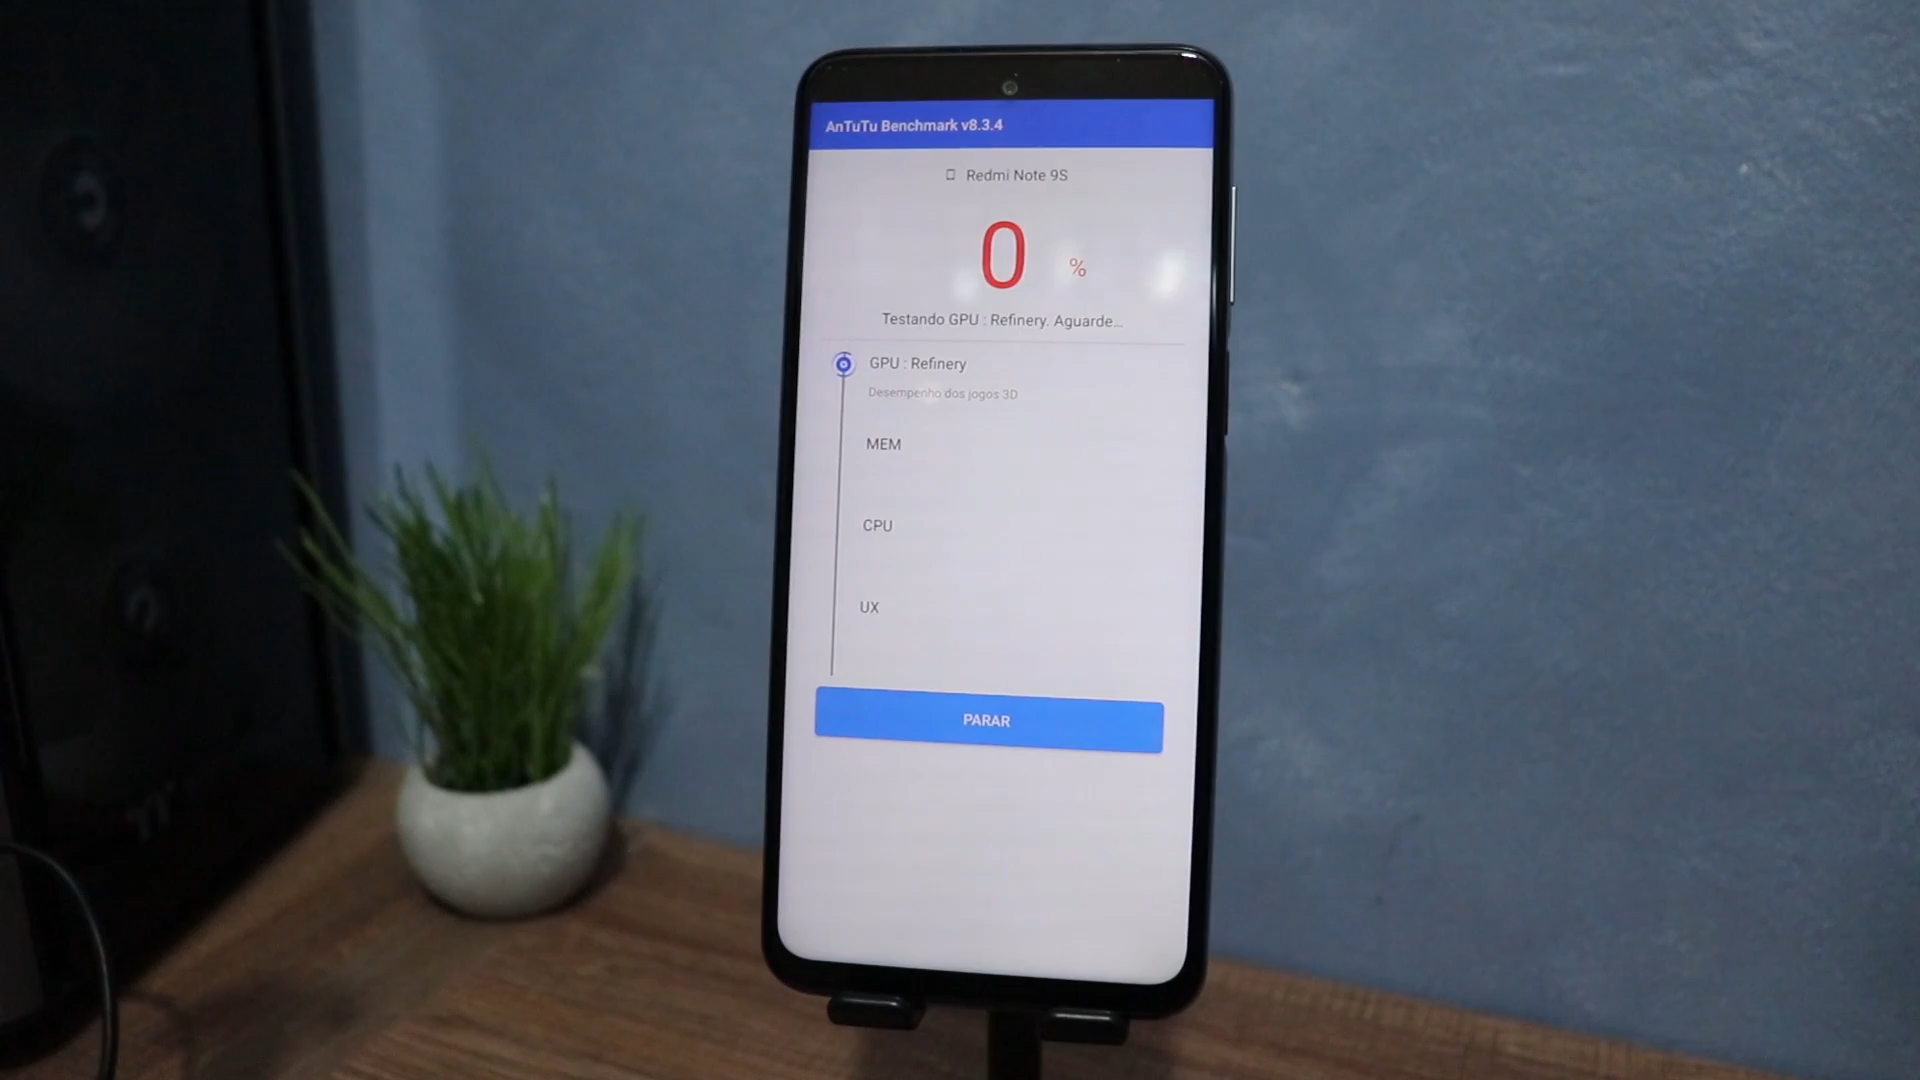 AnTuTu Benchmark v8.3.4
Redmi Note 9S
0 %
Testando GPU : Refinery. Aguarde...
GPU : Refinery
Desempenho dos jogos 3D
MEM
CPU
UX
PARAR